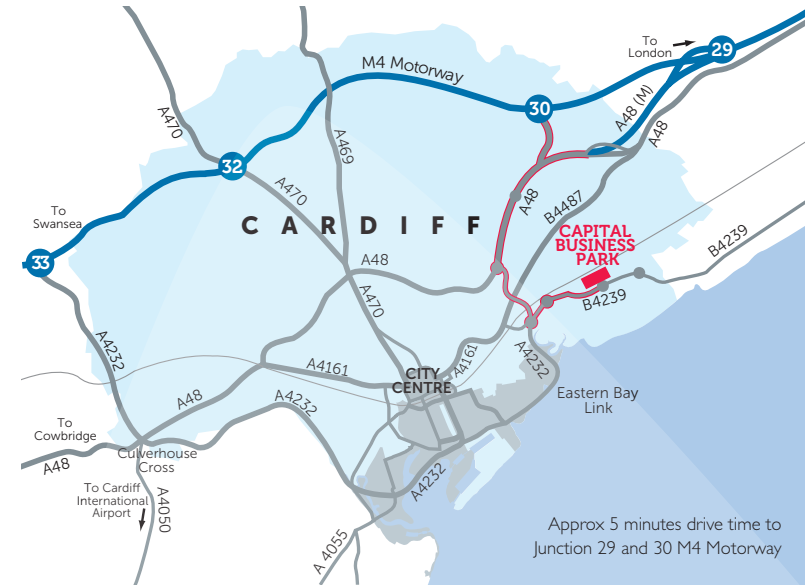 To
London
29
M4 Motorway
30
A48 (M)
A48
A470
A469
32
A470
A48
B4487
To
Swansea
CARDIFF
CAPITAL
BUSINESS
PARK
B4239
33
A48
B4239
A470
A4232
A4161
A4161
A4232
CITY
CENTRE
Eastern Bay
Link
A48
A4232
To
Cowbridge
A48
Culverhouse
Cross
To Cardiff
International
Airport
A4050
A4232
A 4055
Approx 5 minutes drive time to
Junction 29 and 30 M4 Motorway